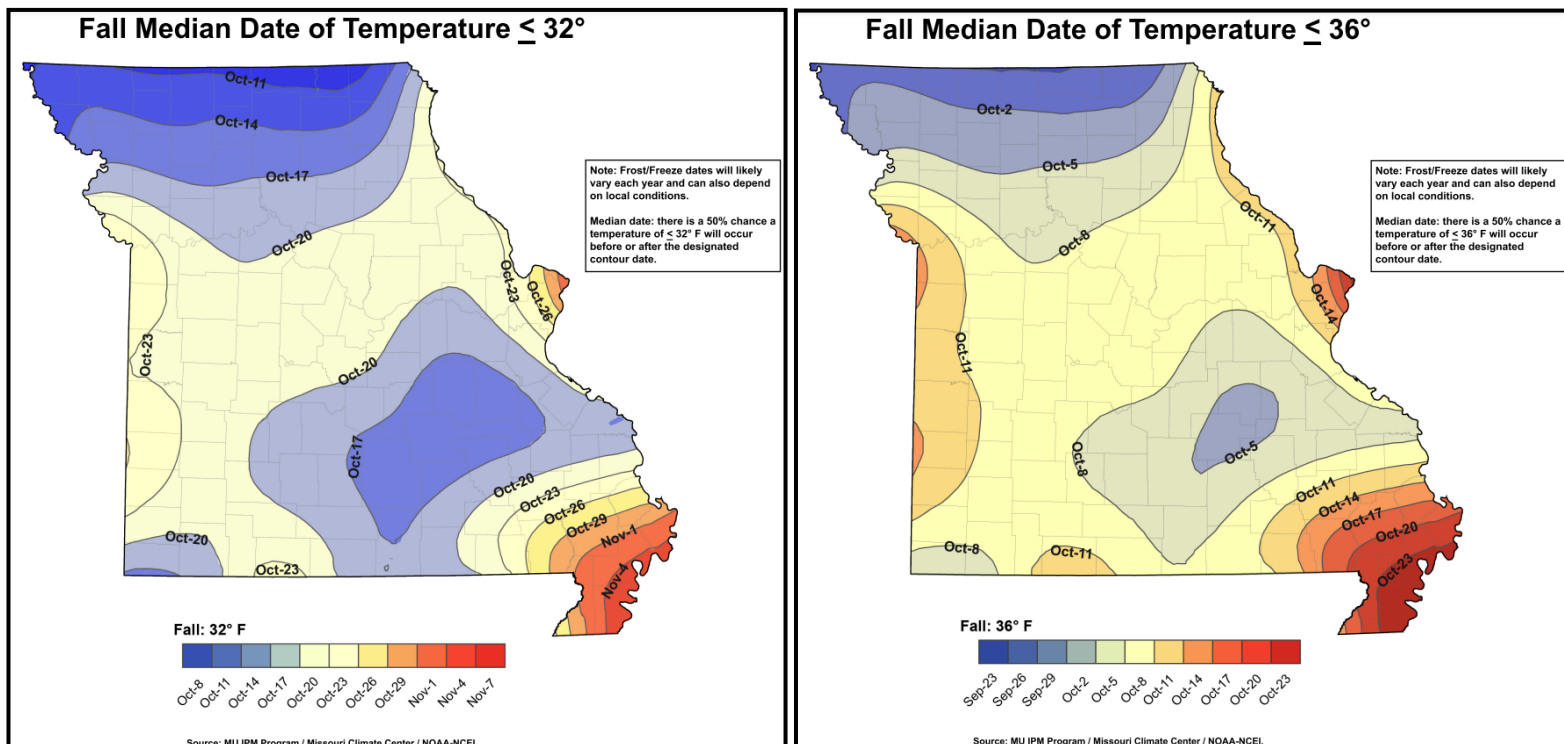 Fall Median Date of Temperature ≤ 32°
Oct-11
Oct-14
Oct-17
Oct-20
Oct-23
Oct-26
Oct-23
Oct-20
Oct-17
Oct-20
Oct-23
Oct-26
Oct-29
Nov-1
Nov-4
Oct-20
Oct-23
Note: Frost/Freeze dates will likely
vary each year and can also depend
on local conditions.
Median date: there is a 50% chance a
temperature of ≤ 32° F will occur
before or after the designated
contour date.
Fall: 32° F
Oct-8
Oct-11
Oct-14
Oct-17
Oct-20
Oct-23
Oct-26
Oct-29
Nov-1
Nov-4
Nov-7
Source: MU IPM Program / Missouri Climate Center / NOAA-NCEI.
Fall Median Date of Temperature ≤ 36°
Oct-2
Oct-5
Oct-8
Oct-11
Oct-14
Oct-11
Oct-8
Oct-5
Oct-11
Oct-14
Oct-17
Oct-20
Oct-23
Oct-8
Oct-11
Note: Frost/Freeze dates will likely
vary each year and can also depend
on local conditions.
Median date: there is a 50% chance a
temperature of ≤ 36° F will occur
before or after the designated
contour date.
Fall: 36° F
Sep-23
Sep-26
Sep-29
Oct-2
Oct-5
Oct-8
Oct-11
Oct-14
Oct-17
Oct-20
Oct-23
Source: MU IPM Program / Missouri Climate Center / NOAA-NCEI.